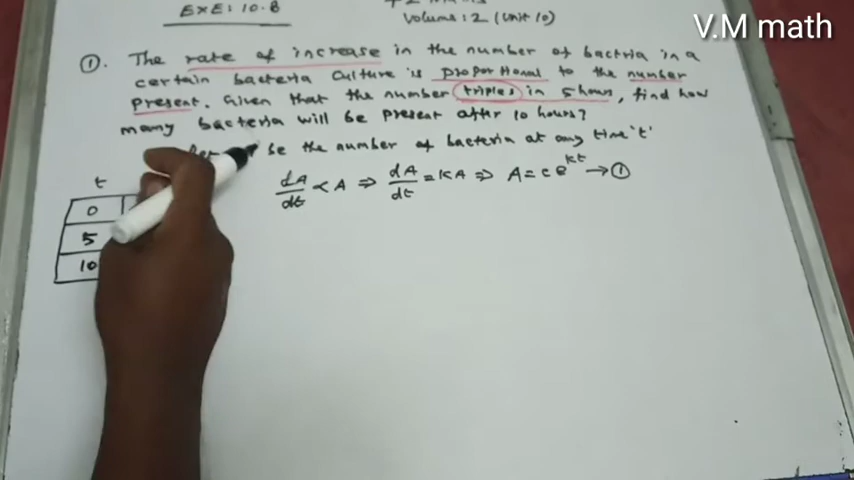 V.M math
EXE: 10.8
Volume: 2 (Unit 10)
①. The rate of increase in the number of bactria in a
certain bacteria Culture is proportional to the number
present. Given that the number triples in 5 hours, find how
many bacteria will be present after 10 hours?
be the number of bacteria at any time 't'
dA/dt ∝ A ⇒ dA/dt = kA ⇒ A = c e^kt → ①
t
0
5
10